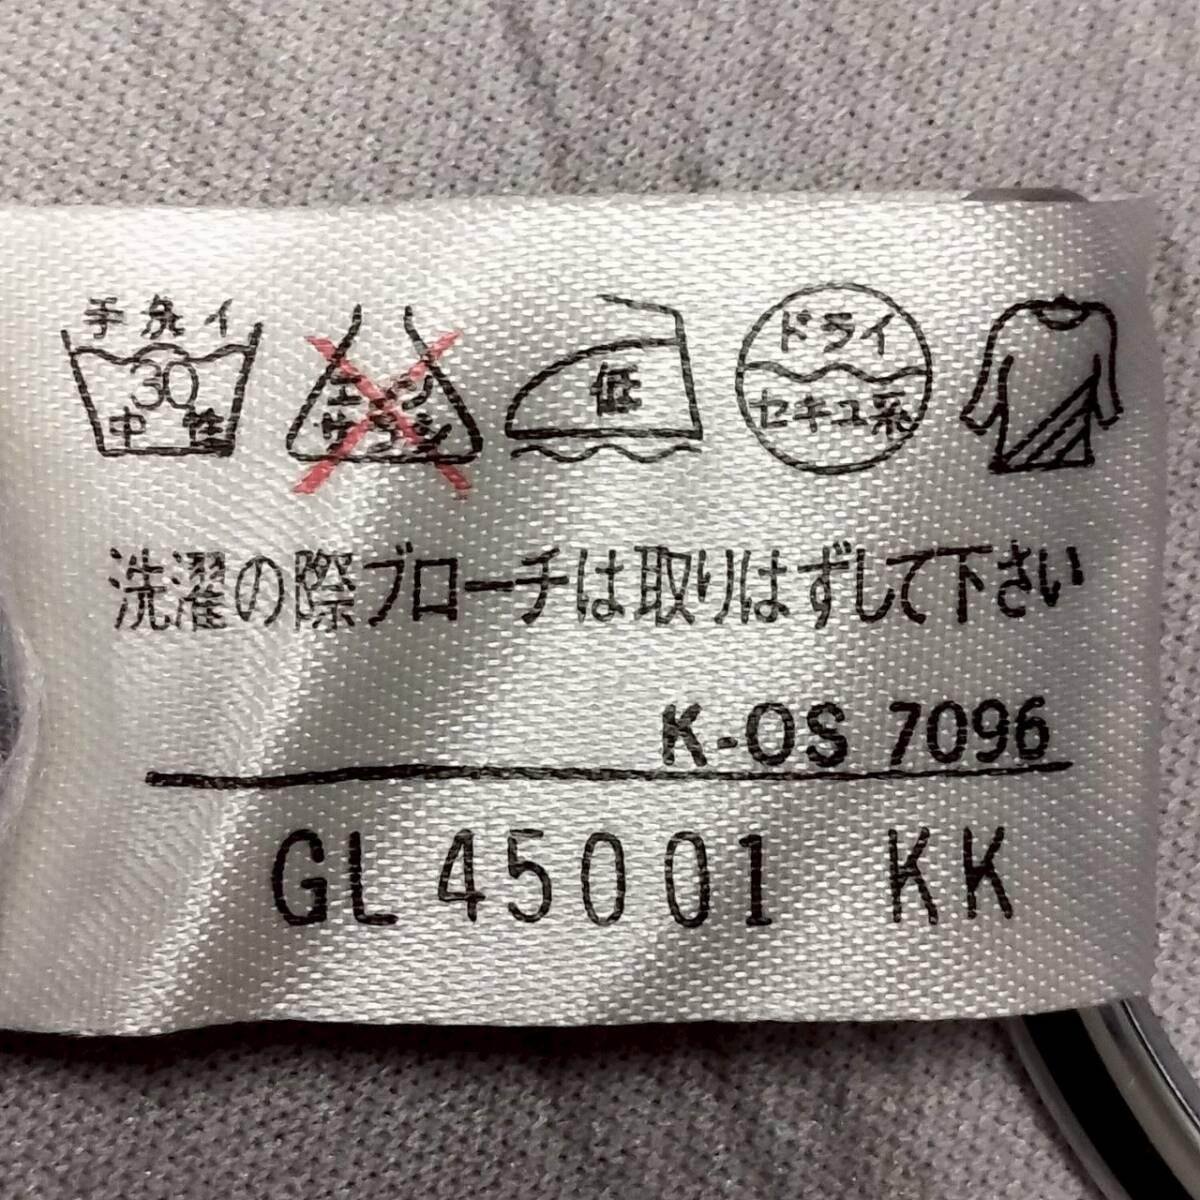 手洗イ 30 中性 エンソ サラシ 低 ドライ セキユ系
洗濯の際ブローチは取りはずして下さい
K-OS 7096
GL 45001 KK